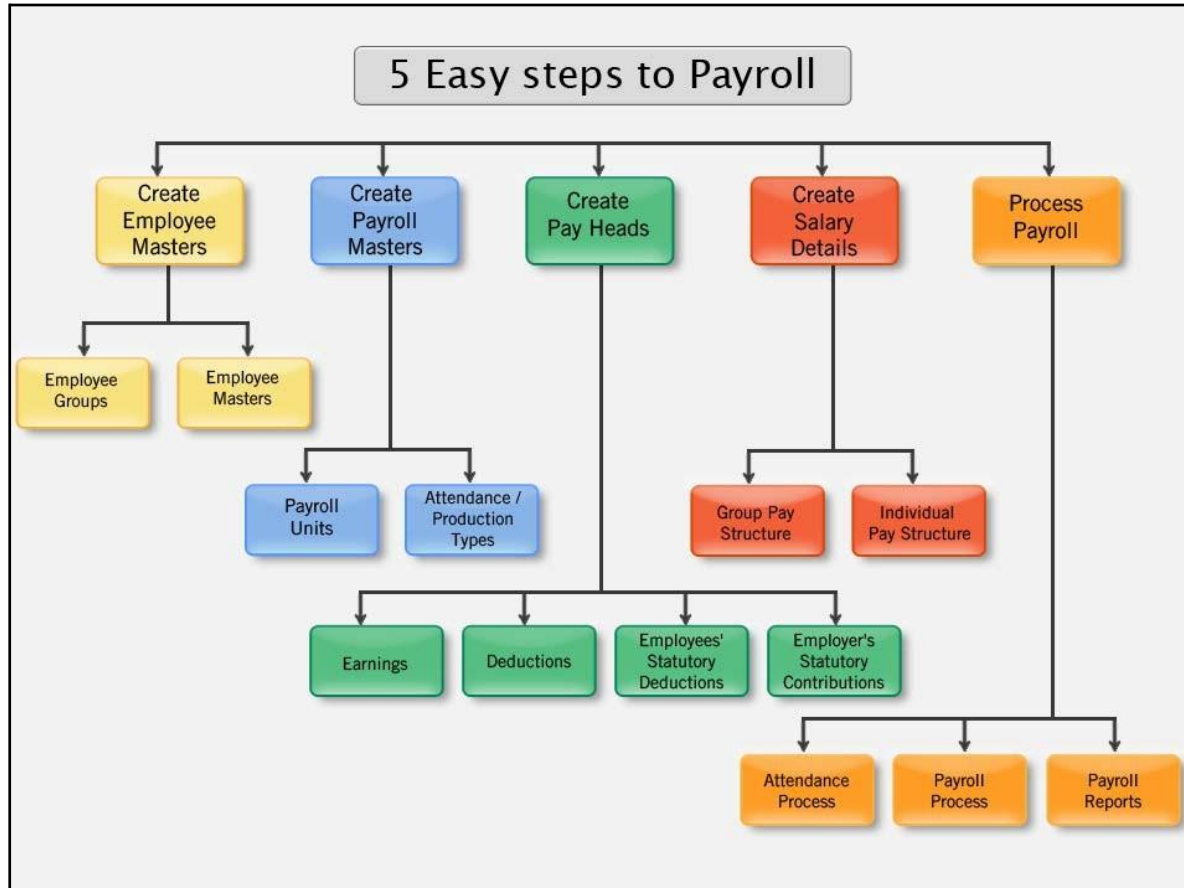 5 Easy steps to Payroll
Create
Employee
Masters
Create
Payroll
Masters
Create
Pay Heads
Create
Salary
Details
Process
Payroll
Employee
Groups
Employee
Masters
Payroll
Units
Attendance /
Production
Types
Group Pay
Structure
Individual
Pay Structure
Earnings
Deductions
Employees'
Statutory
Deductions
Employer's
Statutory
Contributions
Attendance
Process
Payroll
Process
Payroll
Reports